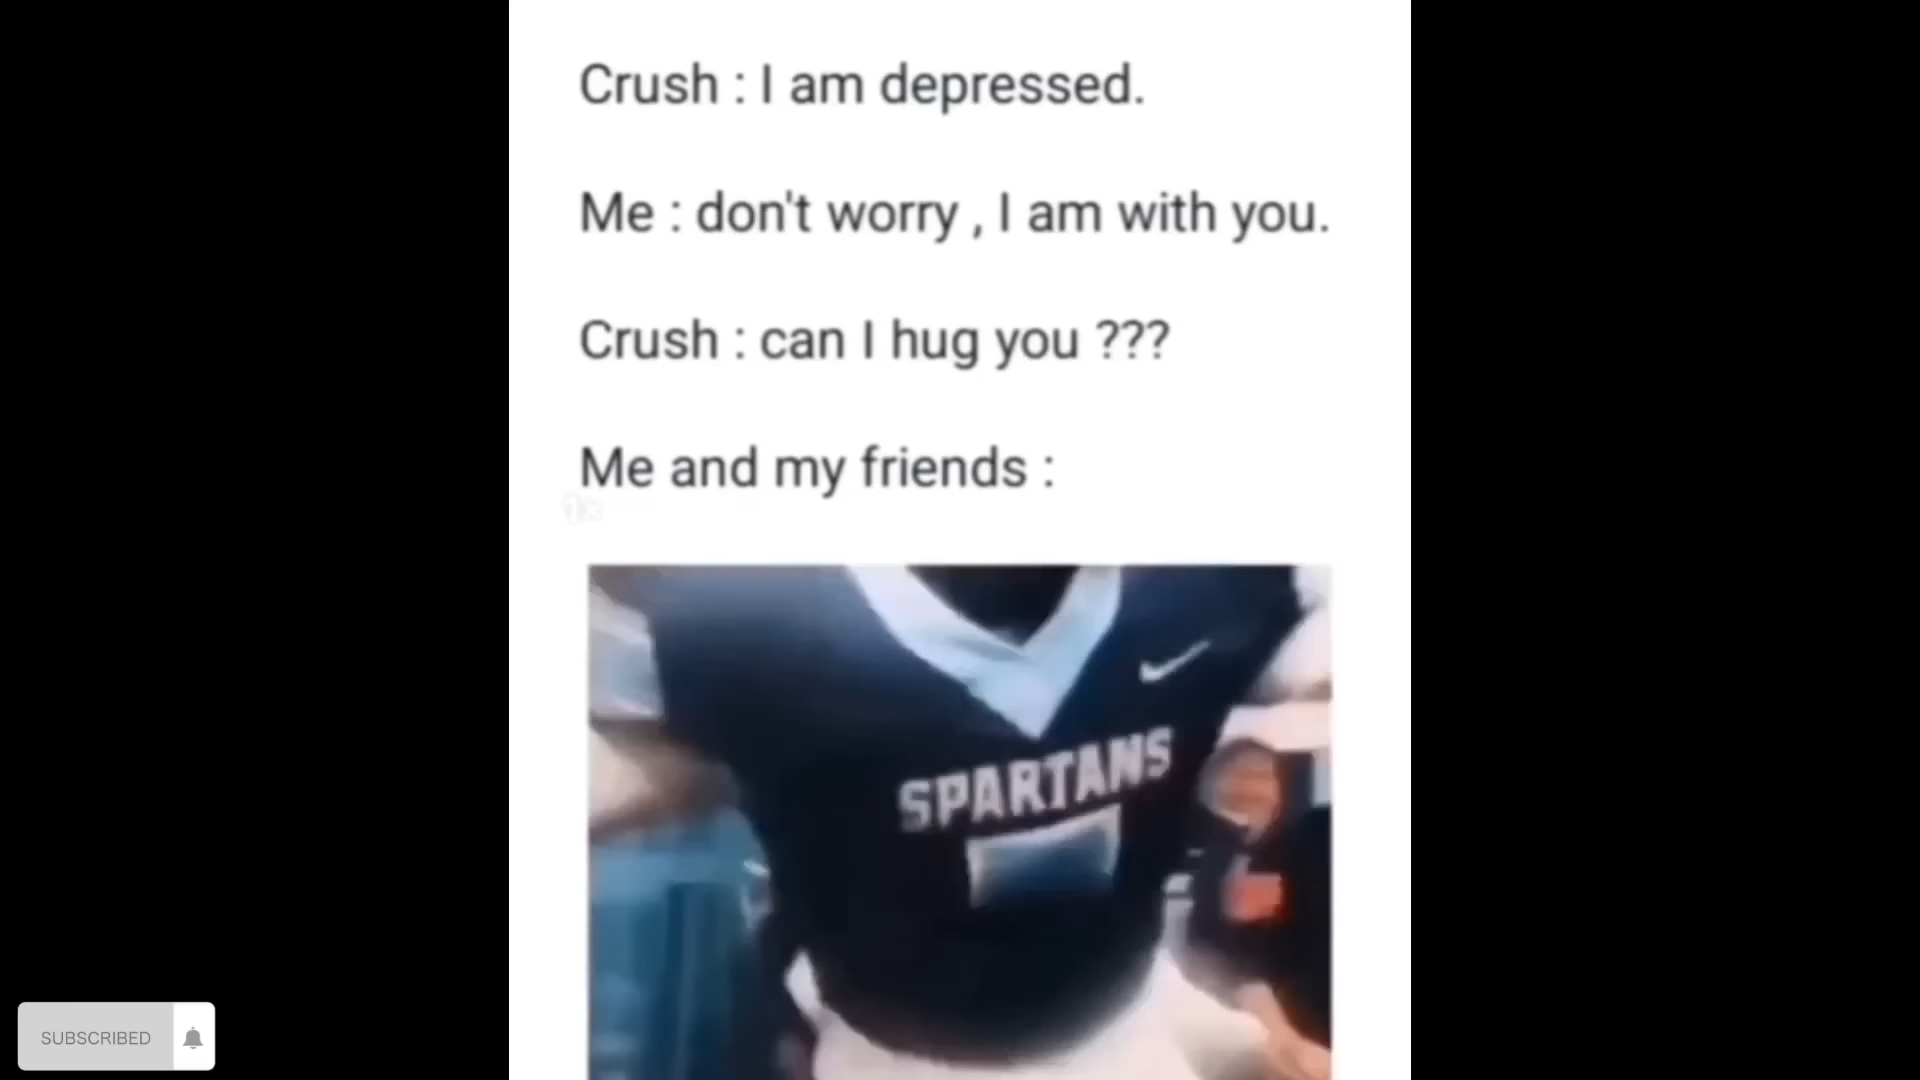 Crush : I am depressed.
Me : don't worry , I am with you.
Crush : can I hug you ???
Me and my friends :
1×
SPARTANS
SUBSCRIBED